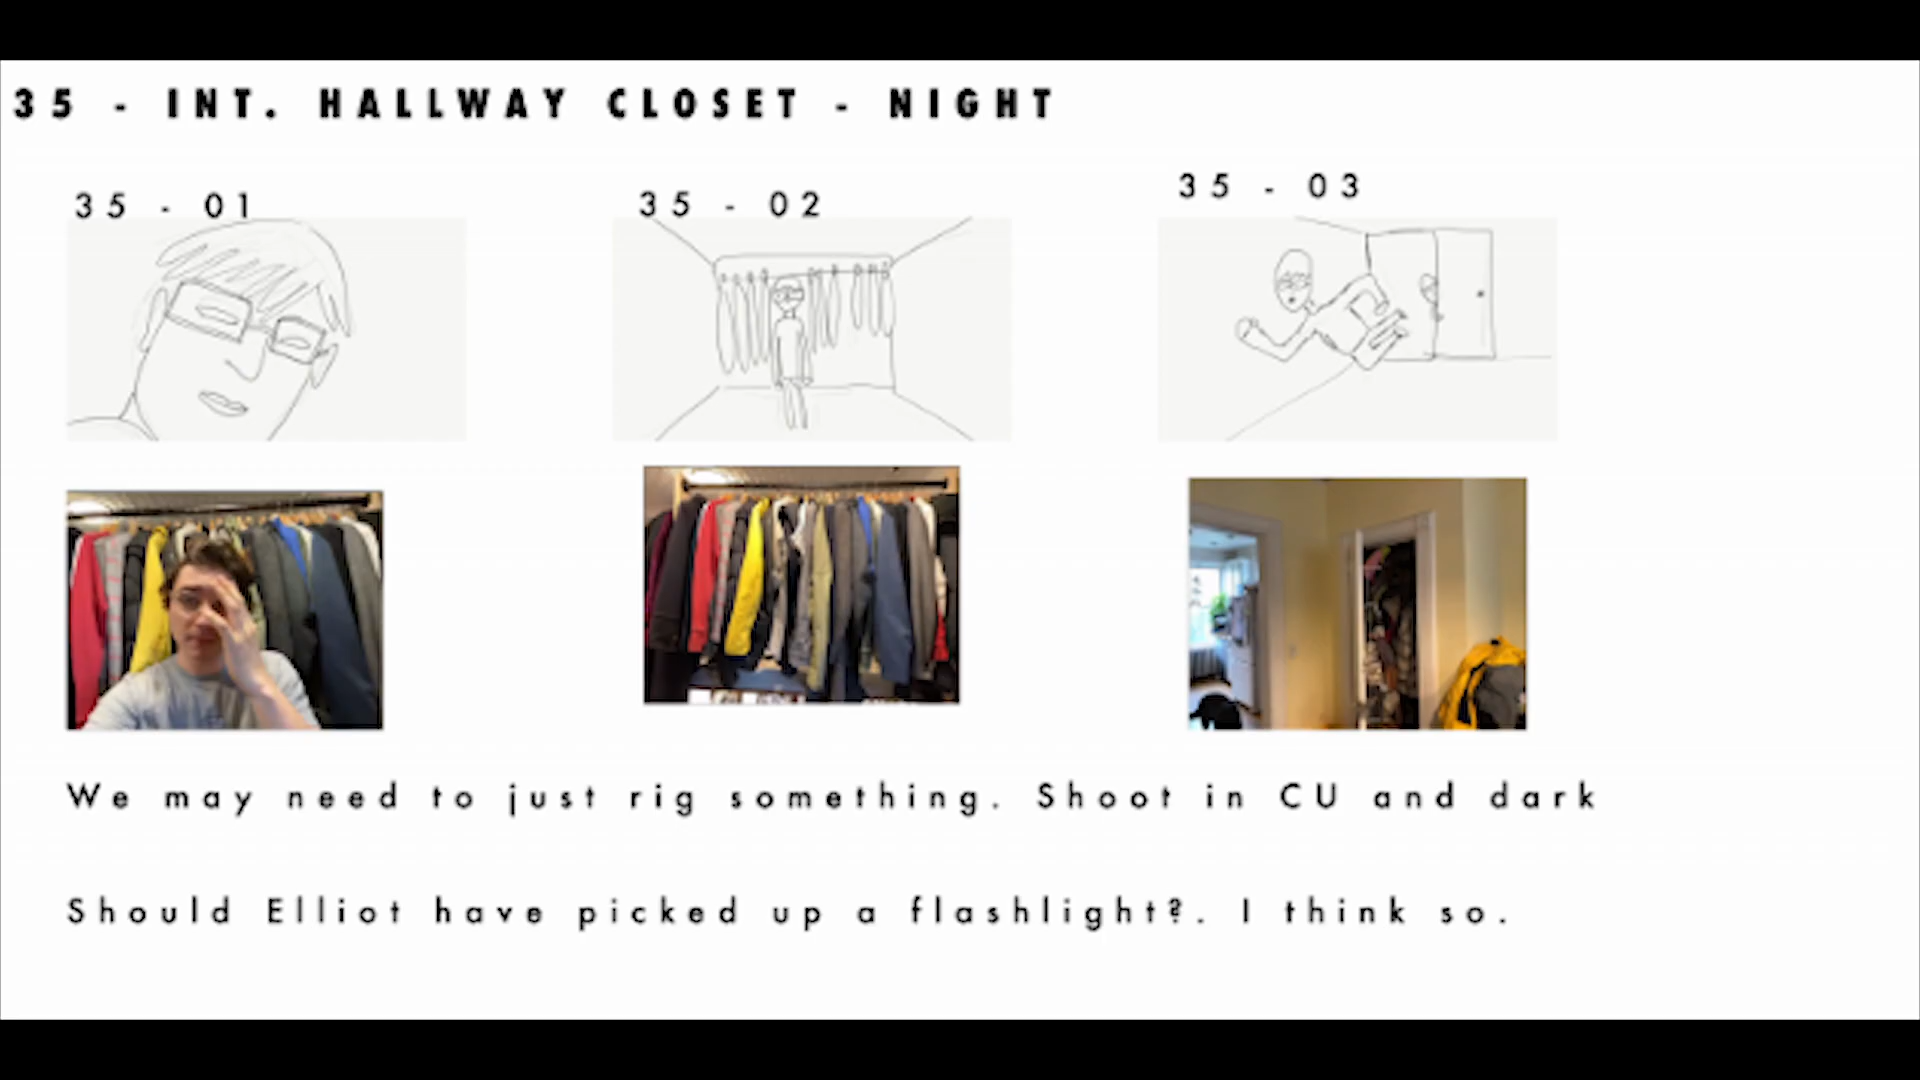 35 - INT. HALLWAY CLOSET - NIGHT
35 - 01
35 - 02
35 - 03
We may need to just rig something. Shoot in CU and dark
Should Elliot have picked up a flashlight?. I think so.